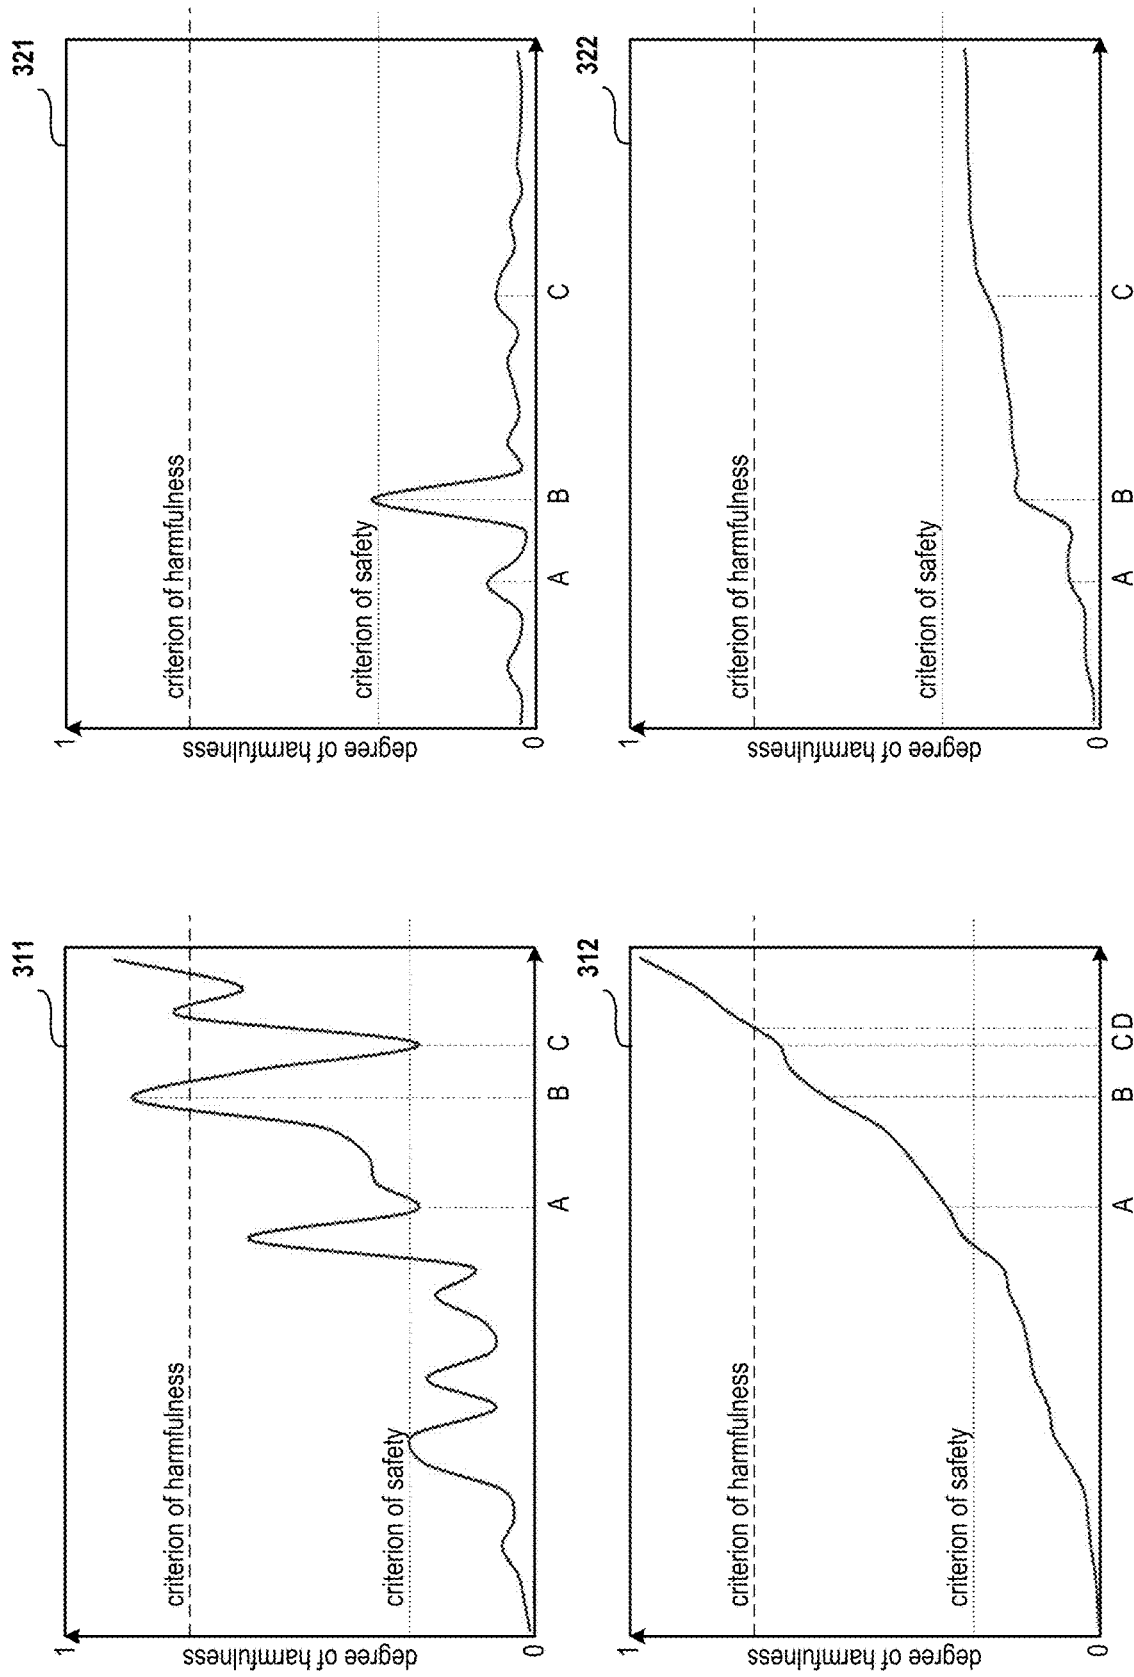 311
1
degree of harmfulness
0
criterion of harmfulness
criterion of safety
A
B
C
321
1
degree of harmfulness
0
criterion of harmfulness
criterion of safety
A
B
C
312
1
degree of harmfulness
0
criterion of harmfulness
criterion of safety
A
B
C
D
322
1
degree of harmfulness
0
criterion of harmfulness
criterion of safety
A
B
C